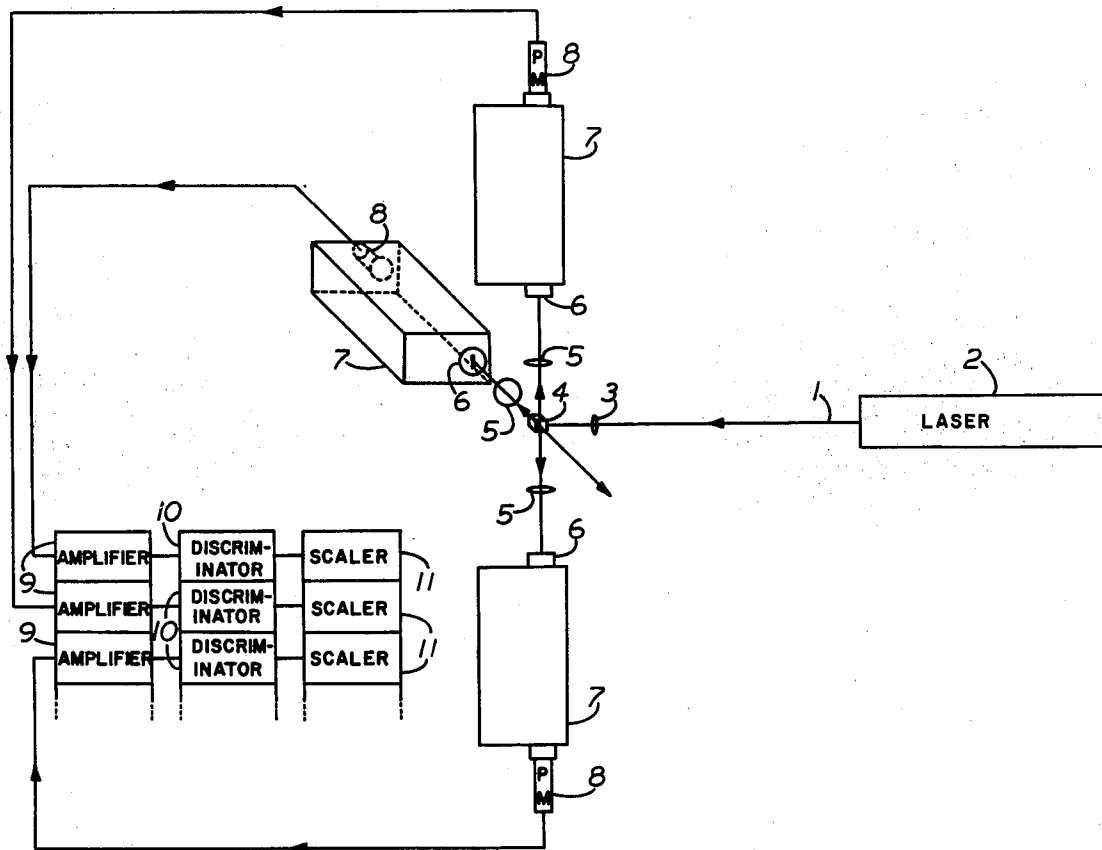 P
M
8
7
8
6
2
7
6
5
4
3
1
LASER
5
5
10
6
AMPLIFIER DISCRIM-
INATOR SCALER
9
11
9
AMPLIFIER DISCRIM-
INATOR SCALER
9
10
11
AMPLIFIER DISCRIM-
INATOR SCALER
7
P
M
8